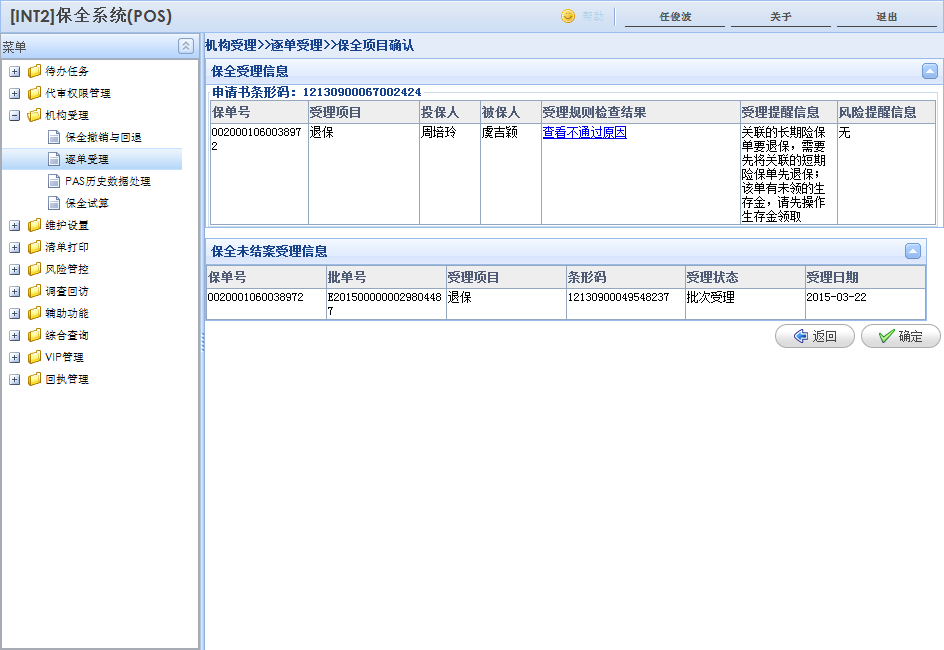 [INT2]保全系统(POS)
帮助
任俊波
关于
退出
菜单
待办任务
代审权限管理
机构受理
保全撤销与回退
逐单受理
PAS历史数据处理
保全试算
维护设置
清单打印
风险管控
调查回访
辅助功能
综合查询
VIP管理
回执管理
机构受理>>逐单受理>>保全项目确认
保全受理信息
申请书条形码: 12130900067002424
保单号 受理项目 投保人 被保人 受理规则检查结果 受理提醒信息 风险提醒信息
002000106003897 退保 周培玲 虞吉颖 查看不通过原因 关联的长期险保 无
2 单要退保，需要
先将关联的短期
险保单先退保；
该单有未领的生
存金，请先操作
生存金领取
保全未结案受理信息
保单号 批单号 受理项目 条形码 受理状态 受理日期
0020001060038972 E201500000002980448 退保 12130900049548237 批次受理 2015-03-22
7
返回
确定